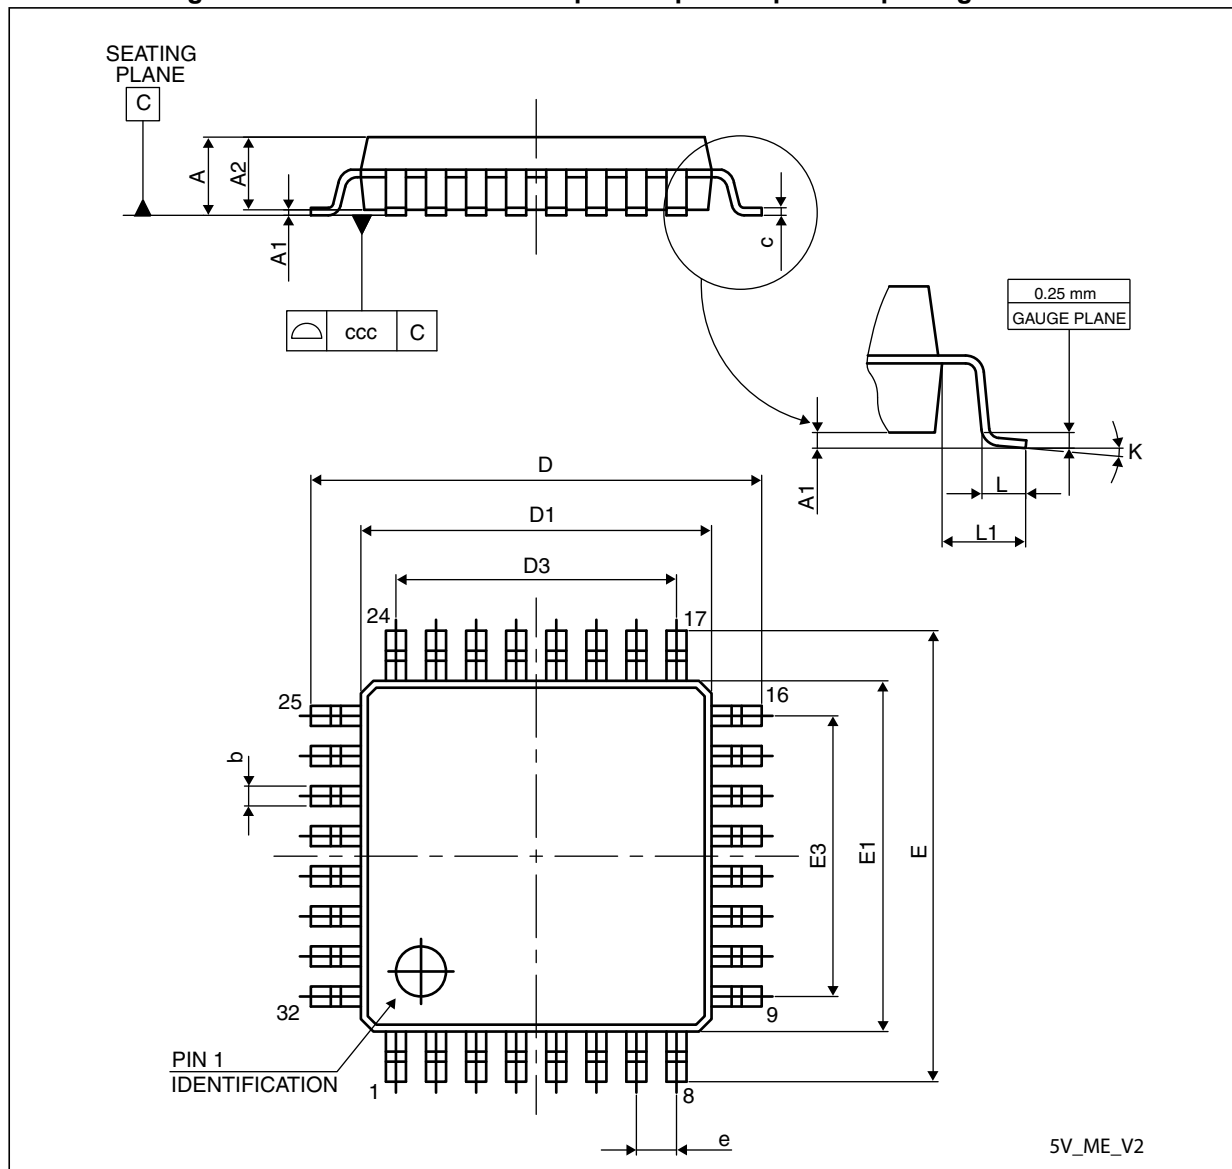 SEATING
PLANE
C
A
A2
A1
c
ccc C
0.25 mm
GAUGE PLANE
K
A1
L
L1
D
D1
D3
24
17
25
16
b
E3
E1
E
32
9
PIN 1
IDENTIFICATION
1
8
e
5V_ME_V2